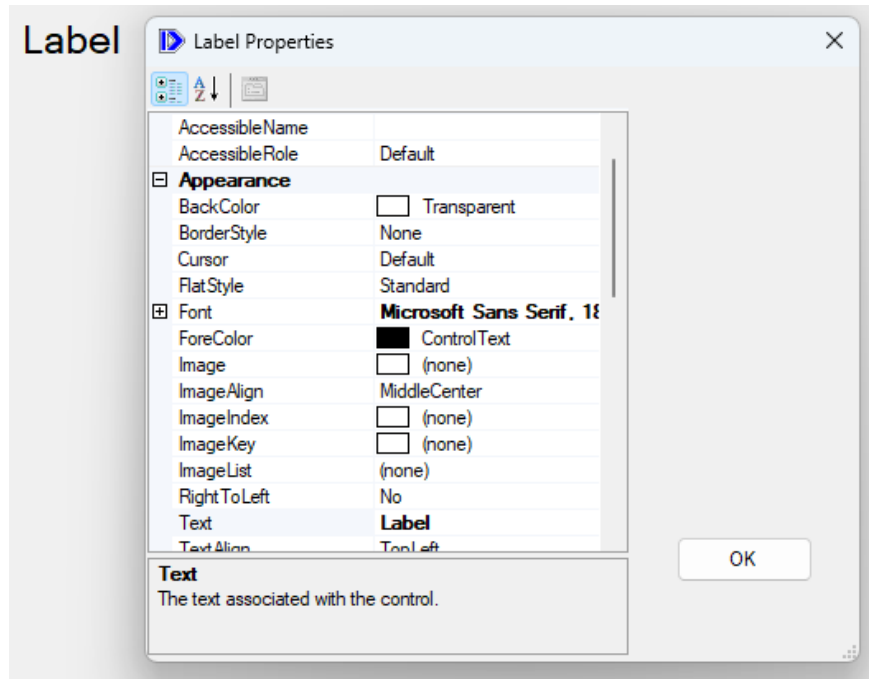 Label
Label Properties
AccessibleName
AccessibleRole Default
Appearance
BackColor Transparent
BorderStyle None
Cursor Default
FlatStyle Standard
Font Microsoft Sans Serif, 18
ForeColor ControlText
Image (none)
ImageAlign MiddleCenter
ImageIndex (none)
ImageKey (none)
ImageList (none)
RightToLeft No
Text Label
TextAlign TopLeft
Text
The text associated with the control.
OK